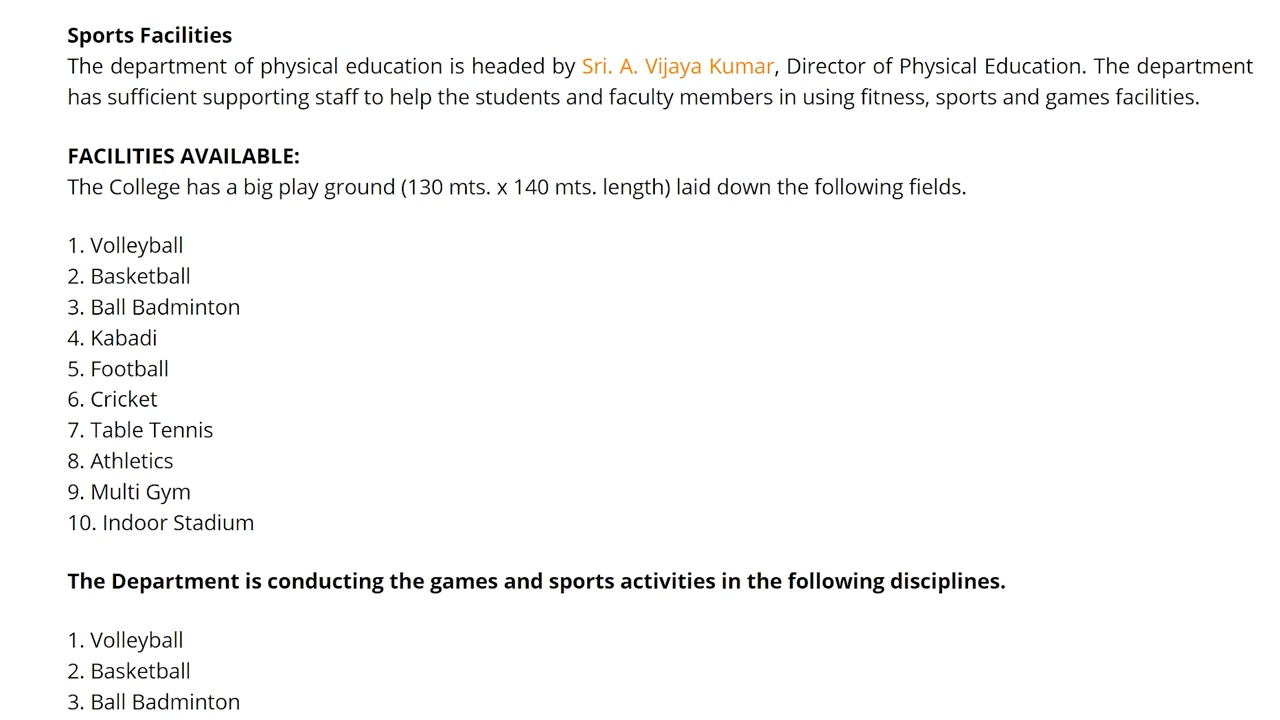 Sports Facilities
The department of physical education is headed by Sri. A. Vijaya Kumar, Director of Physical Education. The department
has sufficient supporting staff to help the students and faculty members in using fitness, sports and games facilities.
FACILITIES AVAILABLE:
The College has a big play ground (130 mts. x 140 mts. length) laid down the following fields.
1. Volleyball
2. Basketball
3. Ball Badminton
4. Kabadi
5. Football
6. Cricket
7. Table Tennis
8. Athletics
9. Multi Gym
10. Indoor Stadium
The Department is conducting the games and sports activities in the following disciplines.
1. Volleyball
2. Basketball
3. Ball Badminton